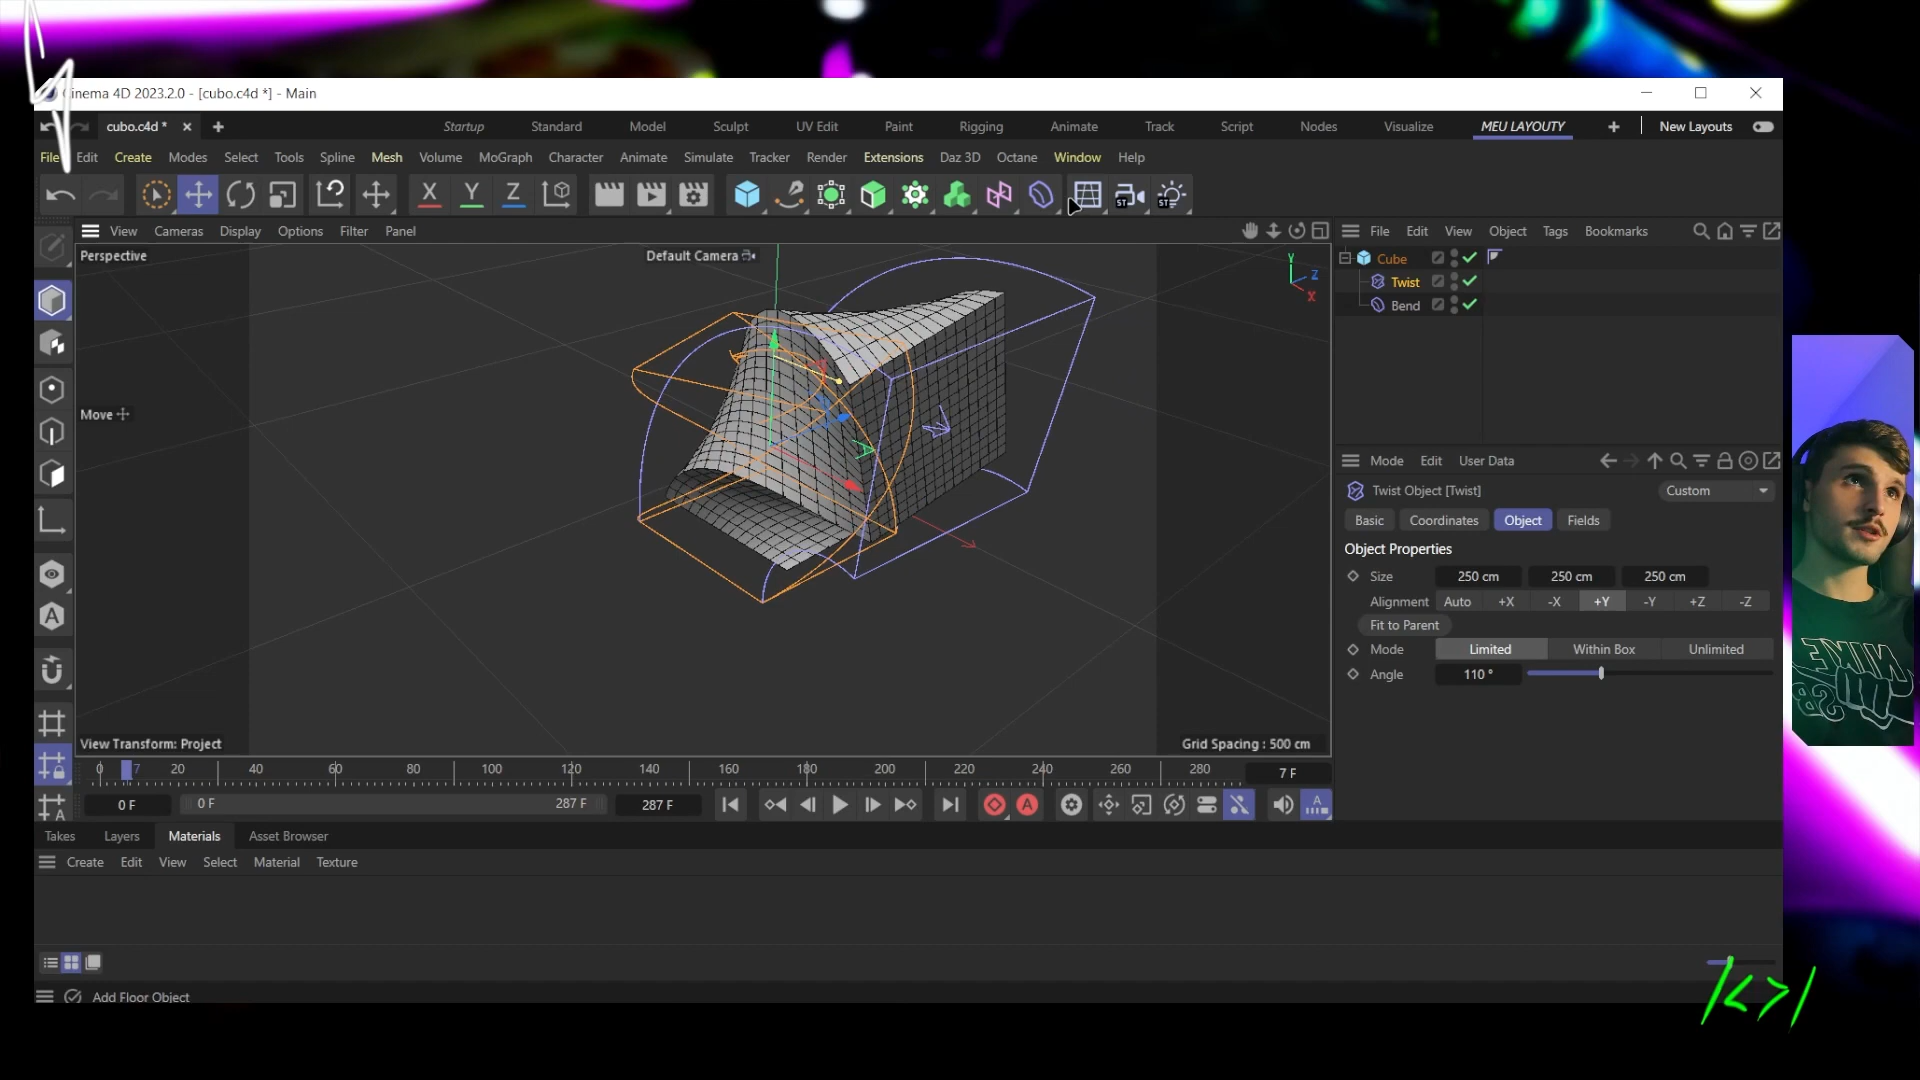 Cinema 4D 2023.2.0 - [cubo.c4d *] - Main
cubo.c4d *
Startup Standard Model Sculpt UV Edit Paint Rigging Animate Track Script Nodes Visualize MEU LAYOUTY New Layouts
File Edit Create Modes Select Tools Spline Mesh Volume MoGraph Character Animate Simulate Tracker Render Extensions Daz 3D Octane Window Help
X Y Z ST ST
View Cameras Display Options Filter Panel
File Edit View Object Tags Bookmarks
Perspective
Default Camera
Y Z X
Cube
Twist
Bend
Move
Mode Edit User Data
Twist Object [Twist]
Custom
Basic Coordinates Object Fields
Object Properties
Size 250 cm 250 cm 250 cm
Alignment Auto +X -X +Y -Y +Z -Z
Fit to Parent
Mode Limited Within Box Unlimited
Angle 110 °
View Transform: Project
Grid Spacing : 500 cm
0 7 20 40 60 80 100 120 140 160 180 200 220 240 260 280 7 F
0 F 0 F 287 F 287 F
Takes Layers Materials Asset Browser
Create Edit View Select Material Texture
Add Floor Object
NIKE
SB